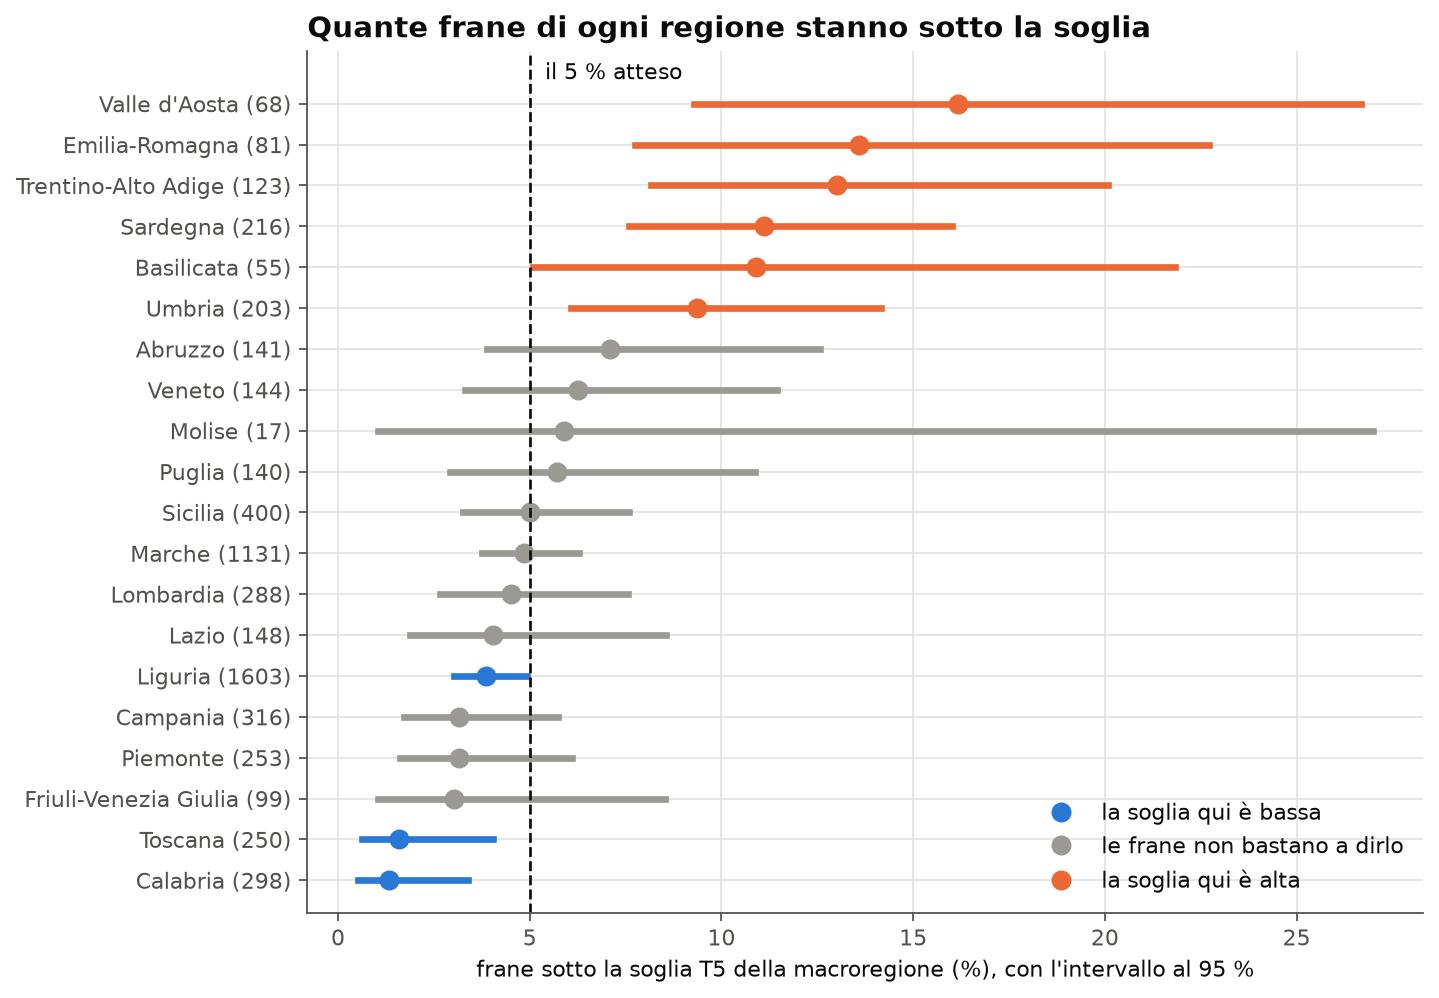 Quante frane di ogni regione stanno sotto la soglia
il 5 % atteso
Valle d'Aosta (68)
Emilia-Romagna (81)
Trentino-Alto Adige (123)
Sardegna (216)
Basilicata (55)
Umbria (203)
Abruzzo (141)
Veneto (144)
Molise (17)
Puglia (140)
Sicilia (400)
Marche (1131)
Lombardia (288)
Lazio (148)
Liguria (1603)
Campania (316)
Piemonte (253)
Friuli-Venezia Giulia (99)
Toscana (250)
Calabria (298)
la soglia qui è bassa
le frane non bastano a dirlo
la soglia qui è alta
0 5 10 15 20 25
frane sotto la soglia T5 della macroregione (%), con l'intervallo al 95 %